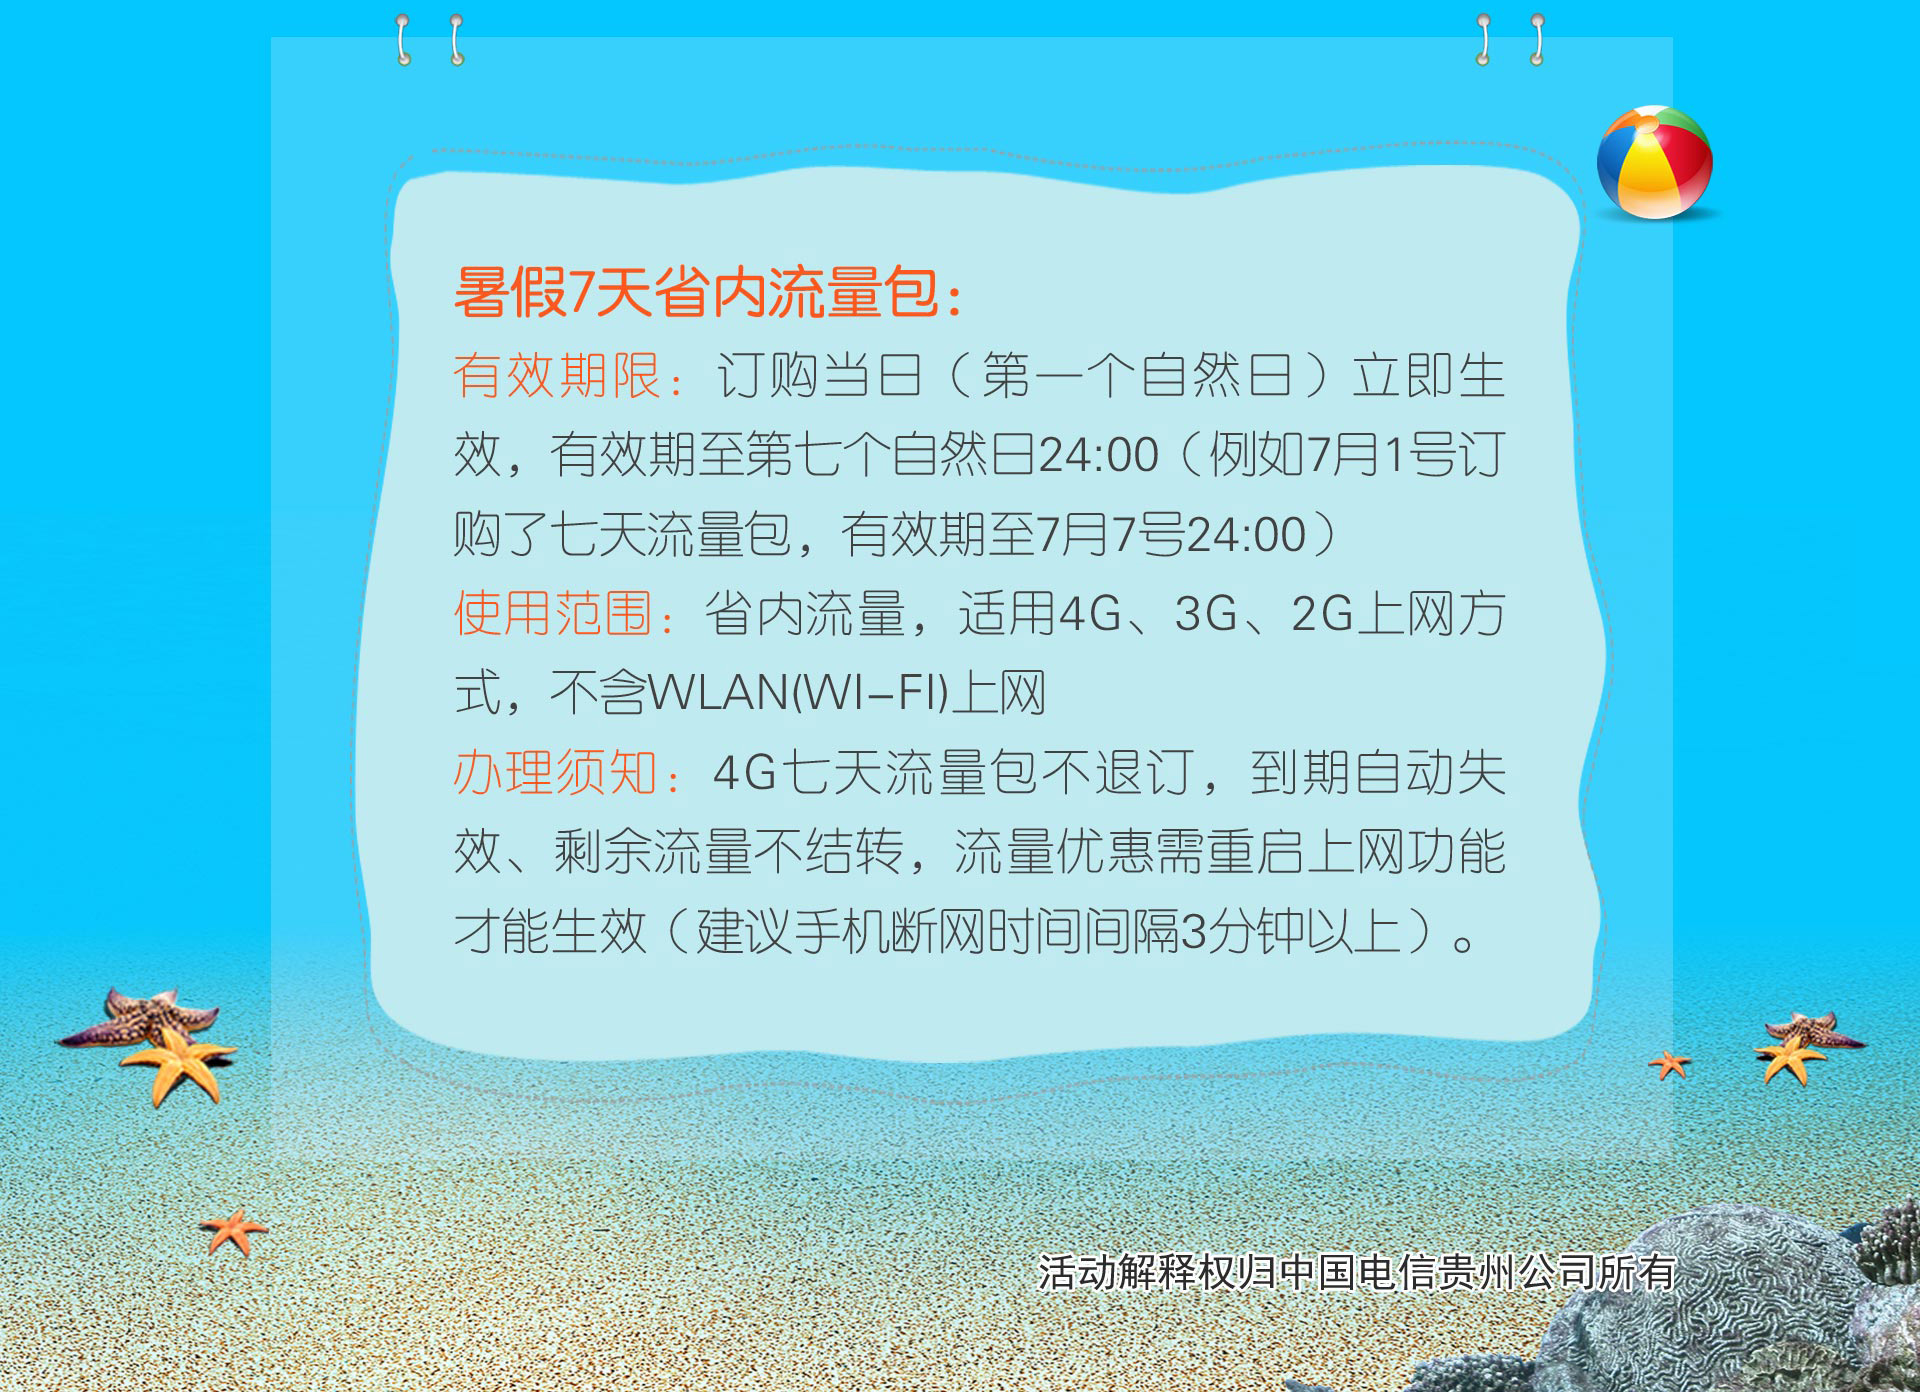 暑假7天省内流量包：
有效期限：订购当日（第一个自然日）立即生
效，有效期至第七个自然日24:00（例如7月1号订
购了七天流量包，有效期至7月7号24:00）
使用范围：省内流量，适用4G、3G、2G上网方
式，不含WLAN(WI-FI)上网
办理须知：4G七天流量包不退订，到期自动失
效、剩余流量不结转，流量优惠需重启上网功能
才能生效（建议手机断网时间间隔3分钟以上）。
活动解释权归中国电信贵州公司所有